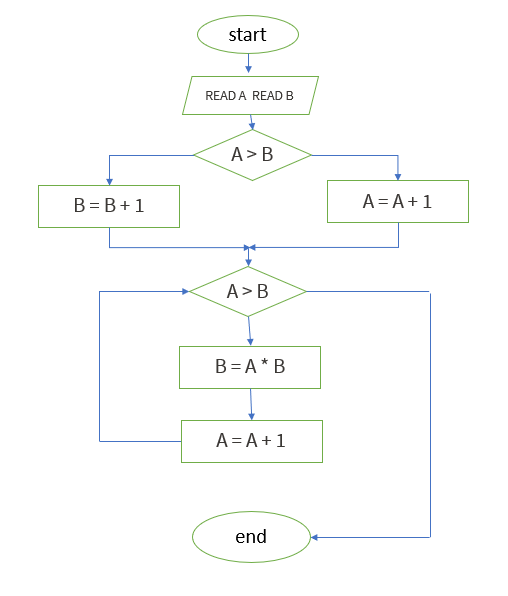 start
READ A  READ B
A > B
B = B + 1
A = A + 1
A > B
B = A * B
A = A + 1
end